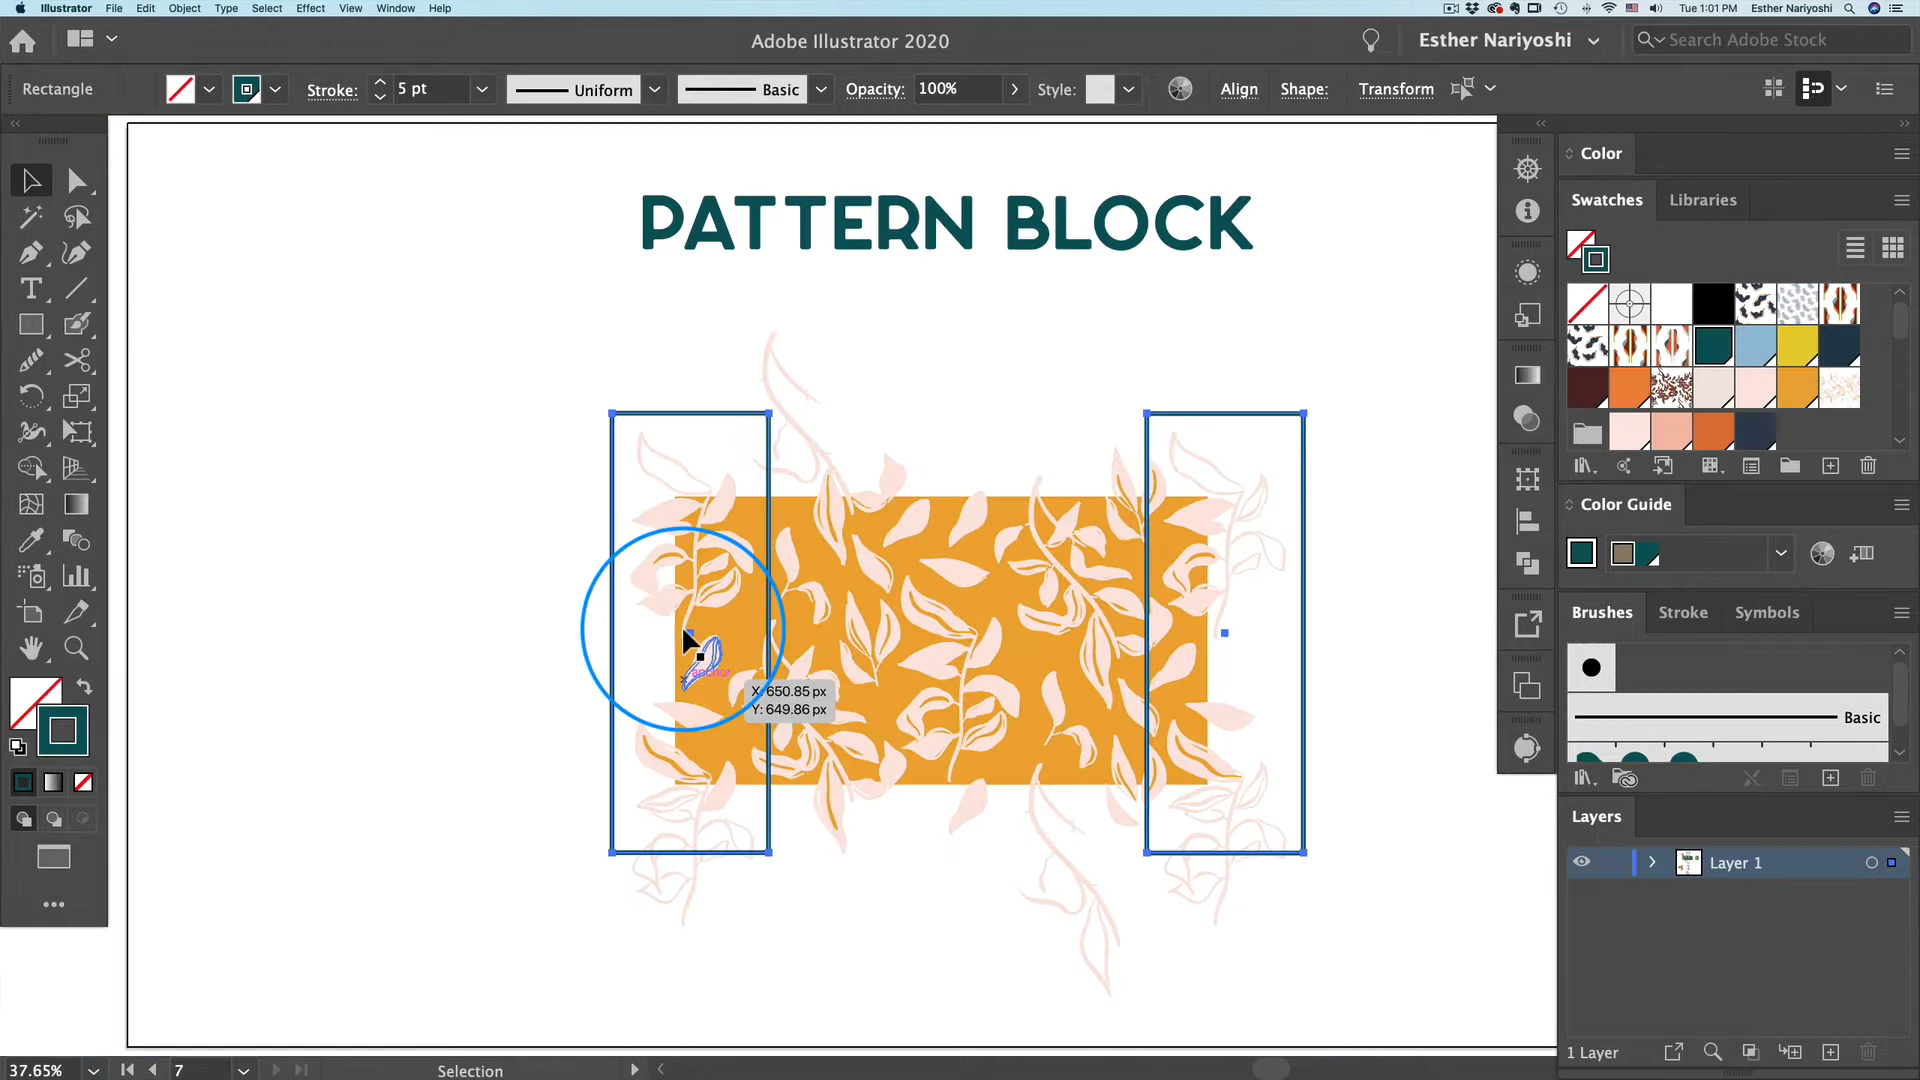 Illustrator File Edit Object Type Select Effect View Window Help
Tue 1:01 PM Esther Nariyoshi
Adobe Illustrator 2020
Esther Nariyoshi
Search Adobe Stock
Rectangle
Stroke: 5 pt
Uniform
Basic
Opacity: 100%
Style:
Align
Shape:
Transform
PATTERN BLOCK
anchor
X: 650.85 px
Y: 649.86 px
Color
Swatches Libraries
Color Guide
Brushes Stroke Symbols
Basic
Layers
Layer 1
1 Layer
37.65%
7
Selection